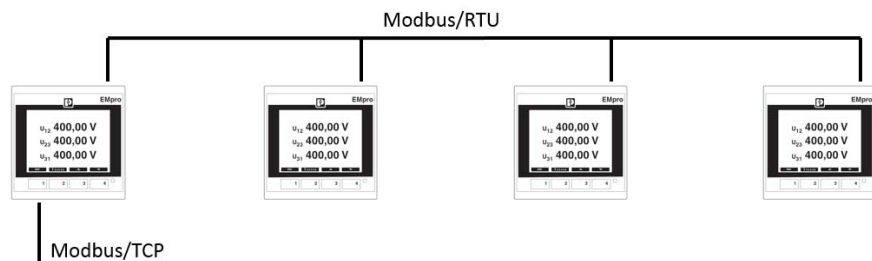 Modbus/RTU
EMpro
u12 400,00 V
u23 400,00 V
u31 400,00 V
1 2 3 4
EMpro
u12 400,00 V
u23 400,00 V
u31 400,00 V
1 2 3 4
EMpro
u12 400,00 V
u23 400,00 V
u31 400,00 V
1 2 3 4
EMpro
u12 400,00 V
u23 400,00 V
u31 400,00 V
1 2 3 4
Modbus/TCP